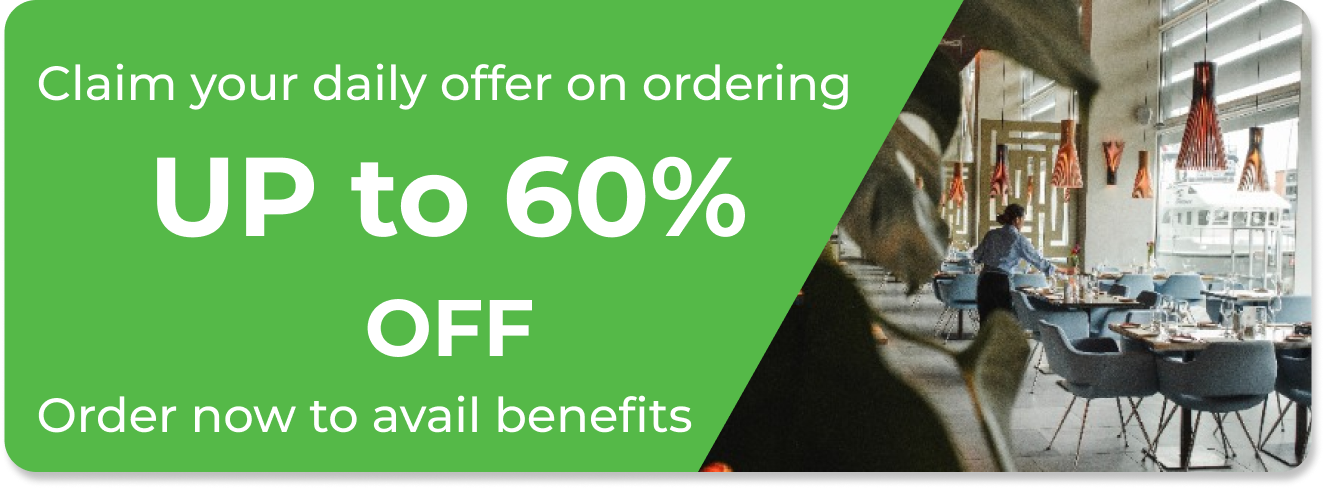 Claim your daily offer on ordering
UP to 60%
OFF
Order now to avail benefits